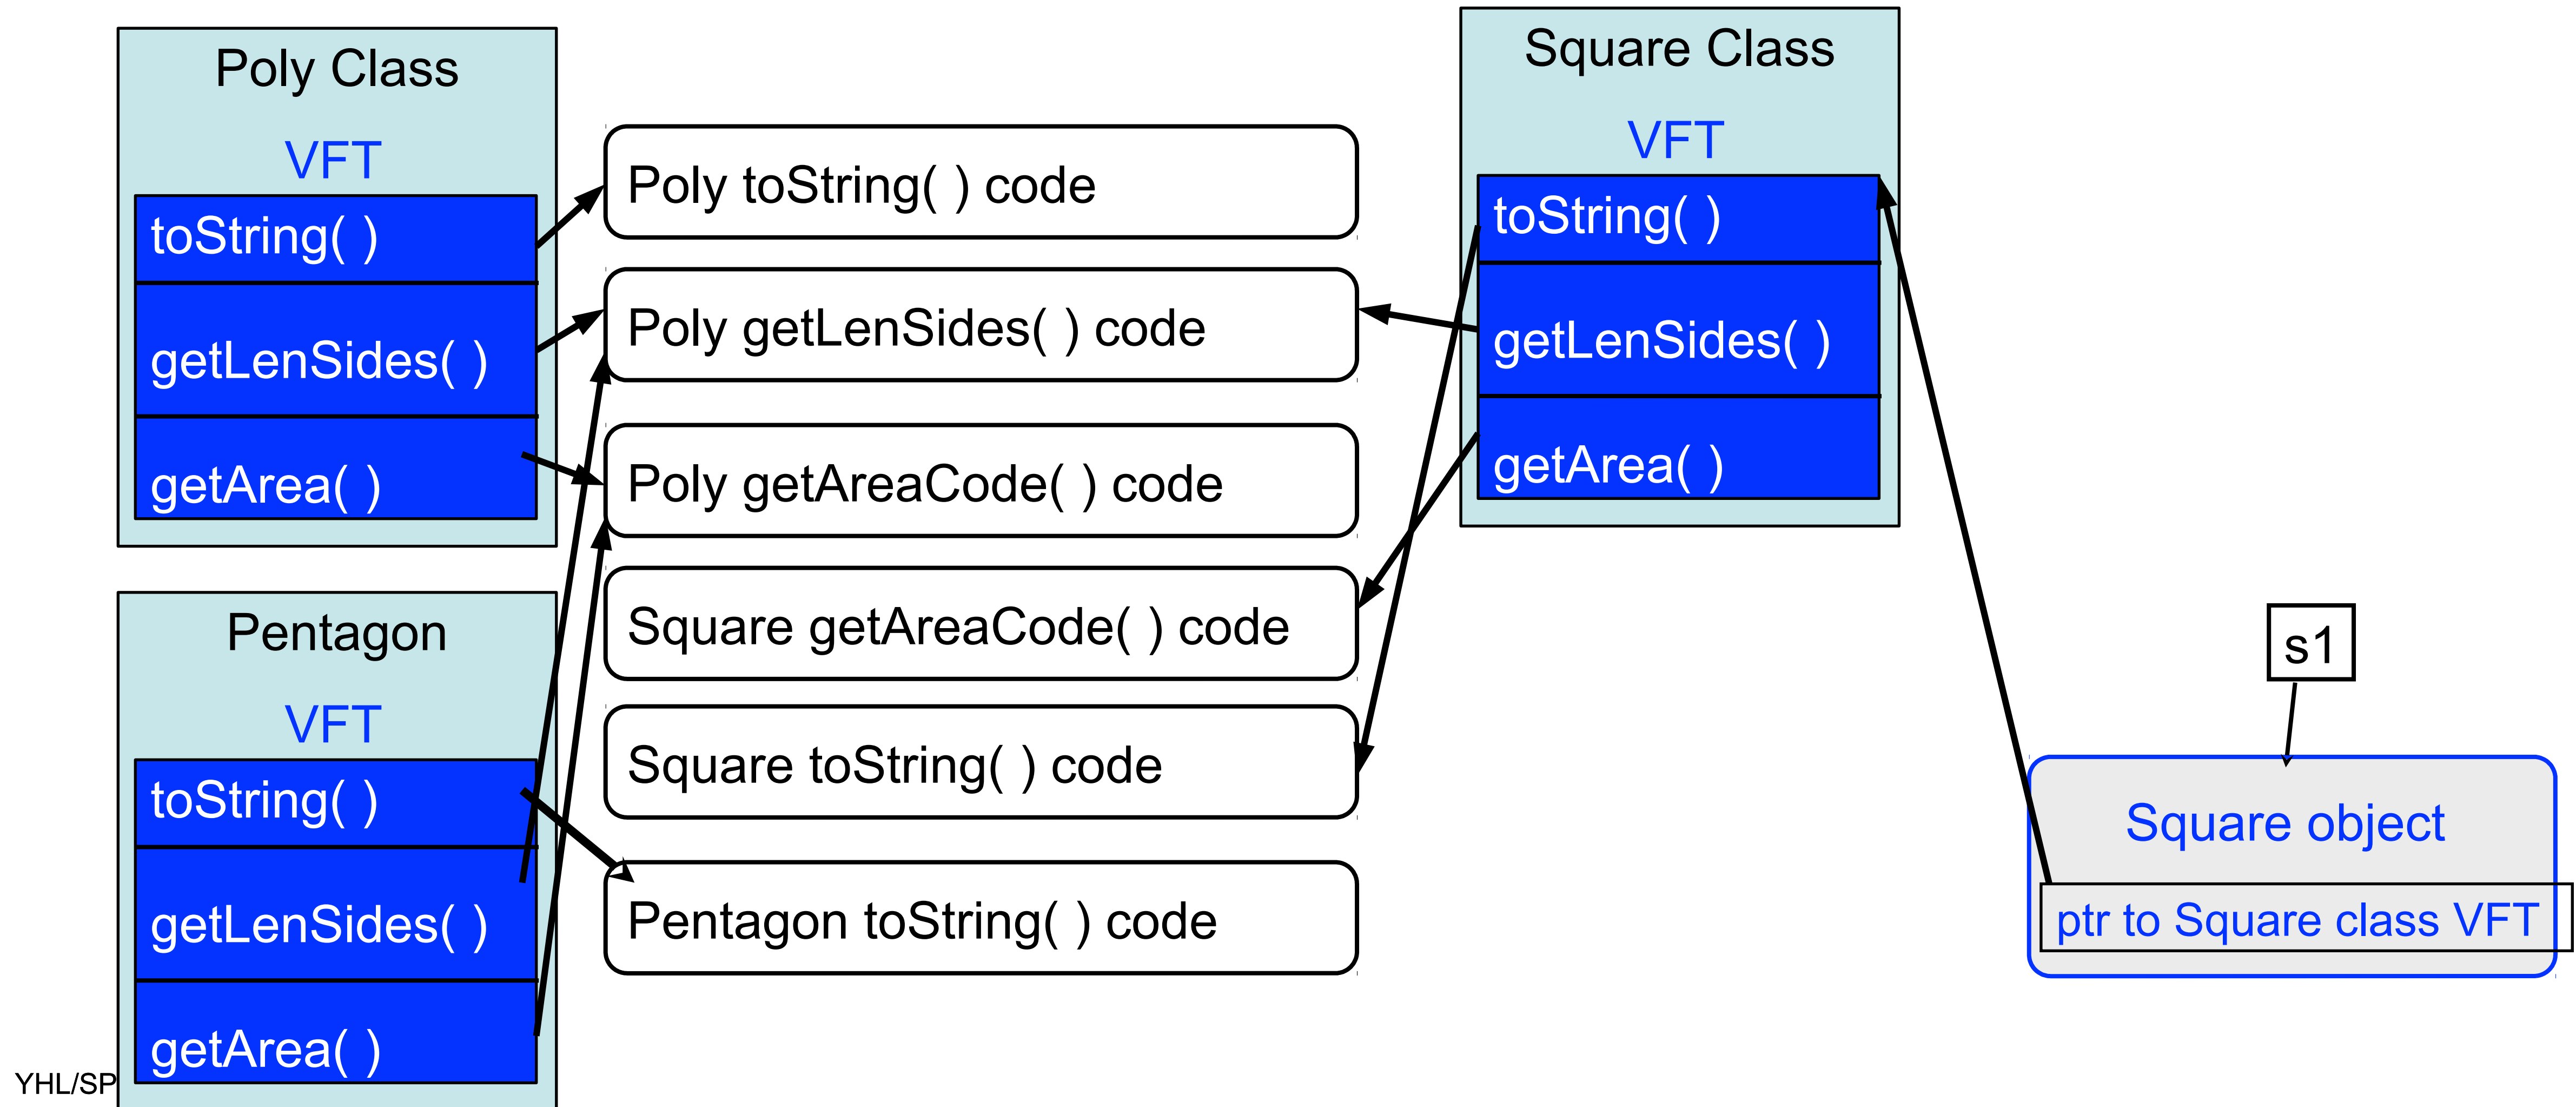 Poly Class
VFT
toString( )
getLenSides( )
getArea( )
Pentagon
VFT
toString( )
getLenSides( )
getArea( )
YHL/SP
Poly toString( ) code
Poly getLenSides( ) code
Poly getAreaCode( ) code
Square getAreaCode( ) code
Square toString( ) code
Pentagon toString( ) code
Square Class
VFT
toString( )
getLenSides( )
getArea( )
s1
Square object
ptr to Square class VFT